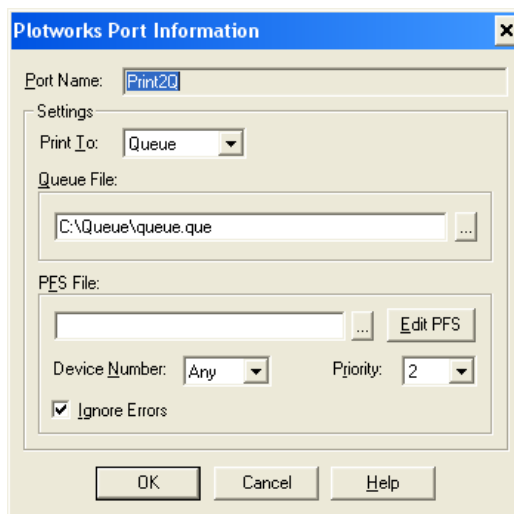 Plotworks Port Information
Port Name: Print2Q
Settings
Print To: Queue
Queue File:
C:\Queue\queue.que ...
PFS File:
... Edit PFS
Device Number: Any Priority: 2
Ignore Errors
OK Cancel Help